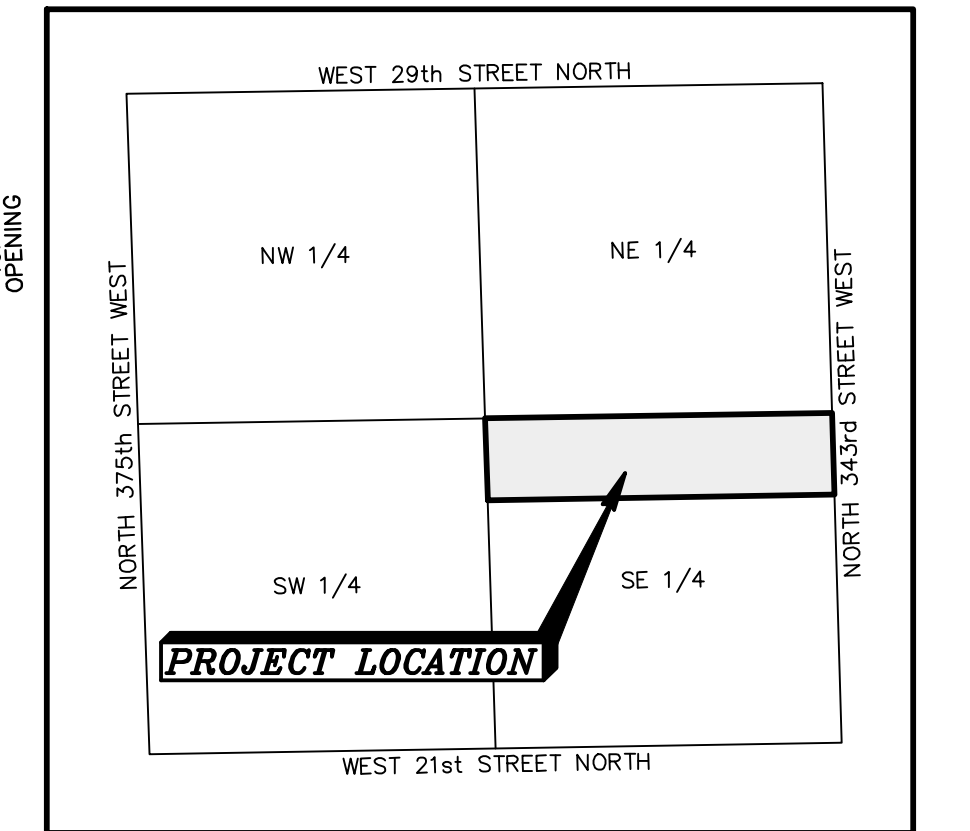 WEST 29th STREET NORTH
OPENING
NW 1/4
NE 1/4
NORTH 375th STREET WEST
NORTH 343rd STREET WEST
SW 1/4
SE 1/4
PROJECT LOCATION
WEST 21st STREET NORTH